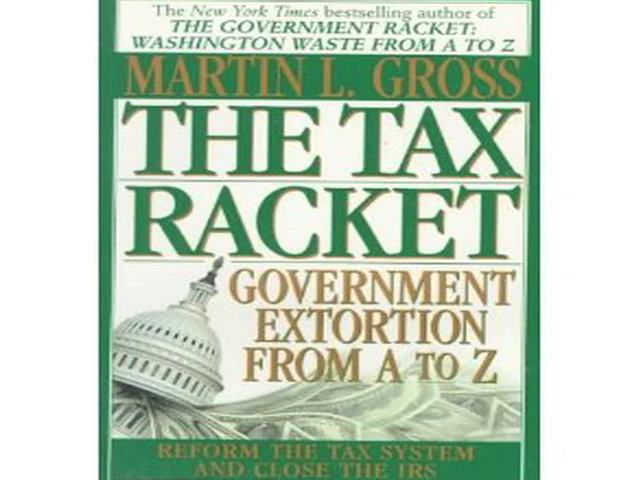 The New York Times bestselling author of
THE GOVERNMENT RACKET:
WASHINGTON WASTE FROM A TO Z
MARTIN L. GROSS
THE TAX
RACKET
GOVERNMENT
EXTORTION
FROM A TO Z
REFORM THE TAX SYSTEM
AND CLOSE THE IRS